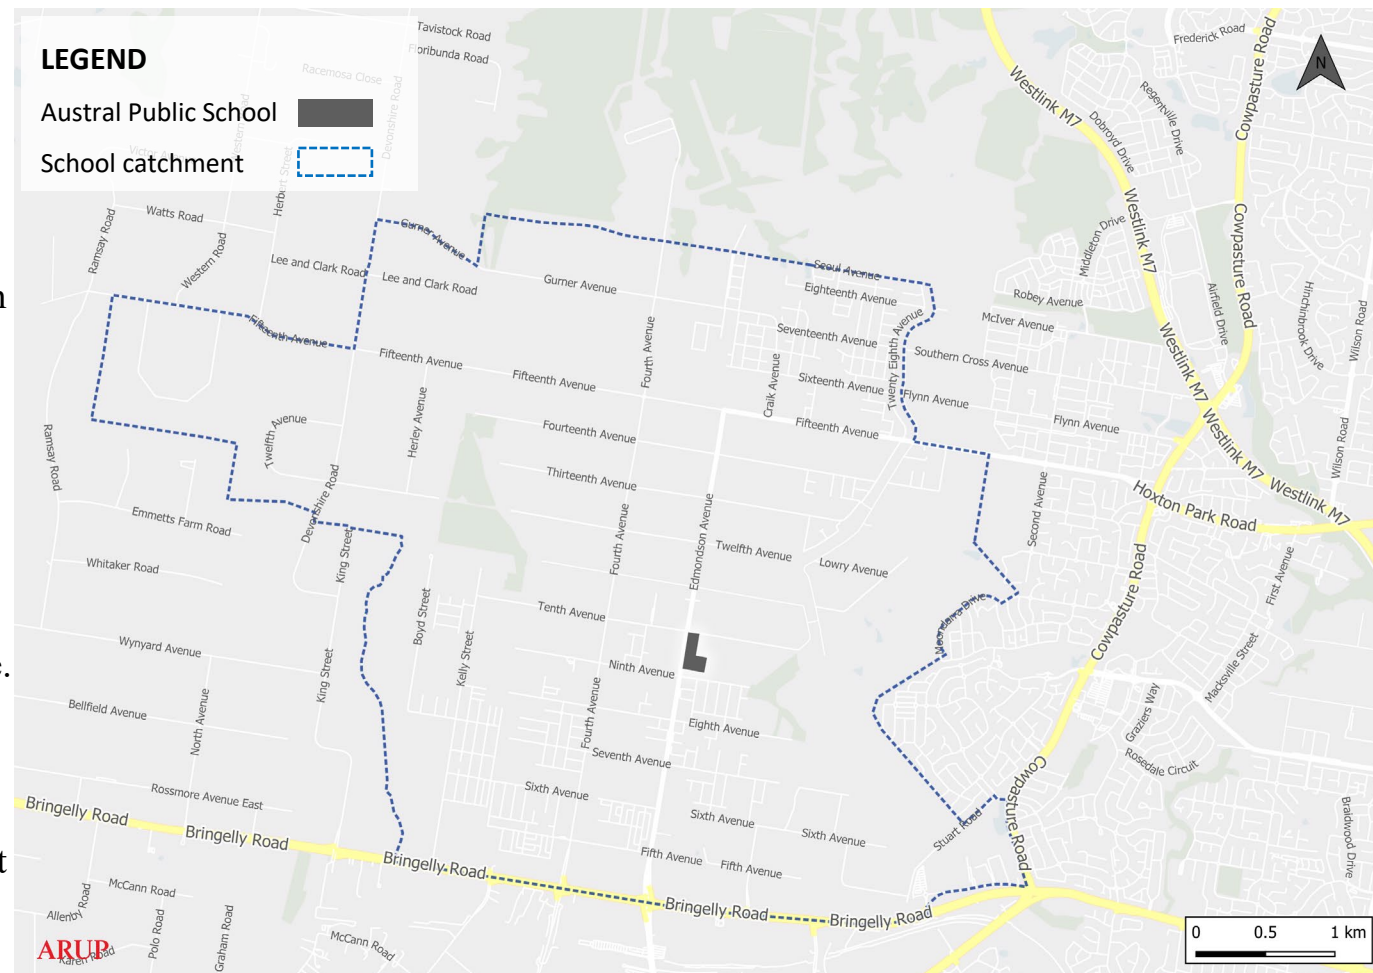 LEGEND
Austral Public School
School catchment
N
Tavistock Road
Floribunda Road
Racemosa Close
Devonshire Road
Herbert Street
Frederick Road
Cowpasture Road
Westlink M7
Regentville Drive
Dobroyd Drive
Watts Road
Ramsay Road
Western Road
Lee and Clark Road
Lee and Clark Road
Gurner Avenue
Gurner Avenue
Seoul Avenue
Eighteenth Avenue
Middleton Drive
Westlink M7
Cowpasture Road
Robey Avenue
McIver Avenue
Airfield Drive
Hinchinbrook Drive
Wilson Road
Fifteenth Avenue
Fifteenth Avenue
Fifteenth Avenue
Fourth Avenue
Seventeenth Avenue
Twenty Eighth Avenue
Southern Cross Avenue
Westlink M7
Craik Avenue
Sixteenth Avenue
Flynn Avenue
Flynn Avenue
Herley Avenue
Twelfth Avenue
Fourteenth Avenue
Fifteenth Avenue
Westlink M7
Westlink M7
Wilson Road
Ramsay Road
Thirteenth Avenue
Hoxton Park Road
Devonshire Road
Emmetts Farm Road
King Street
Fourth Avenue
Edmondson Avenue
Second Avenue
Twelfth Avenue
Lowry Avenue
Whitaker Road
First Avenue
Cowpasture Road
Boyd Street
Tenth Avenue
Moondarra Drive
Wynyard Avenue
King Street
Kelly Street
Ninth Avenue
Macksville Street
Bellfield Avenue
North Avenue
Fourth Avenue
Eighth Avenue
Graziers Way
Seventh Avenue
Rosedale Circuit
Rossmore Avenue East
Sixth Avenue
Sixth Avenue
Sixth Avenue
Stuart Road
Cowpasture Road
Braidwood Drive
Bringelly Road
Bringelly Road
Bringelly Road
Fifth Avenue
Fifth Avenue
Bringelly Road
Bringelly Road
McCann Road
Allenby Road
Polo Road
Graham Road
McCann Road
Karen Road
ARUP
0 0.5 1 km